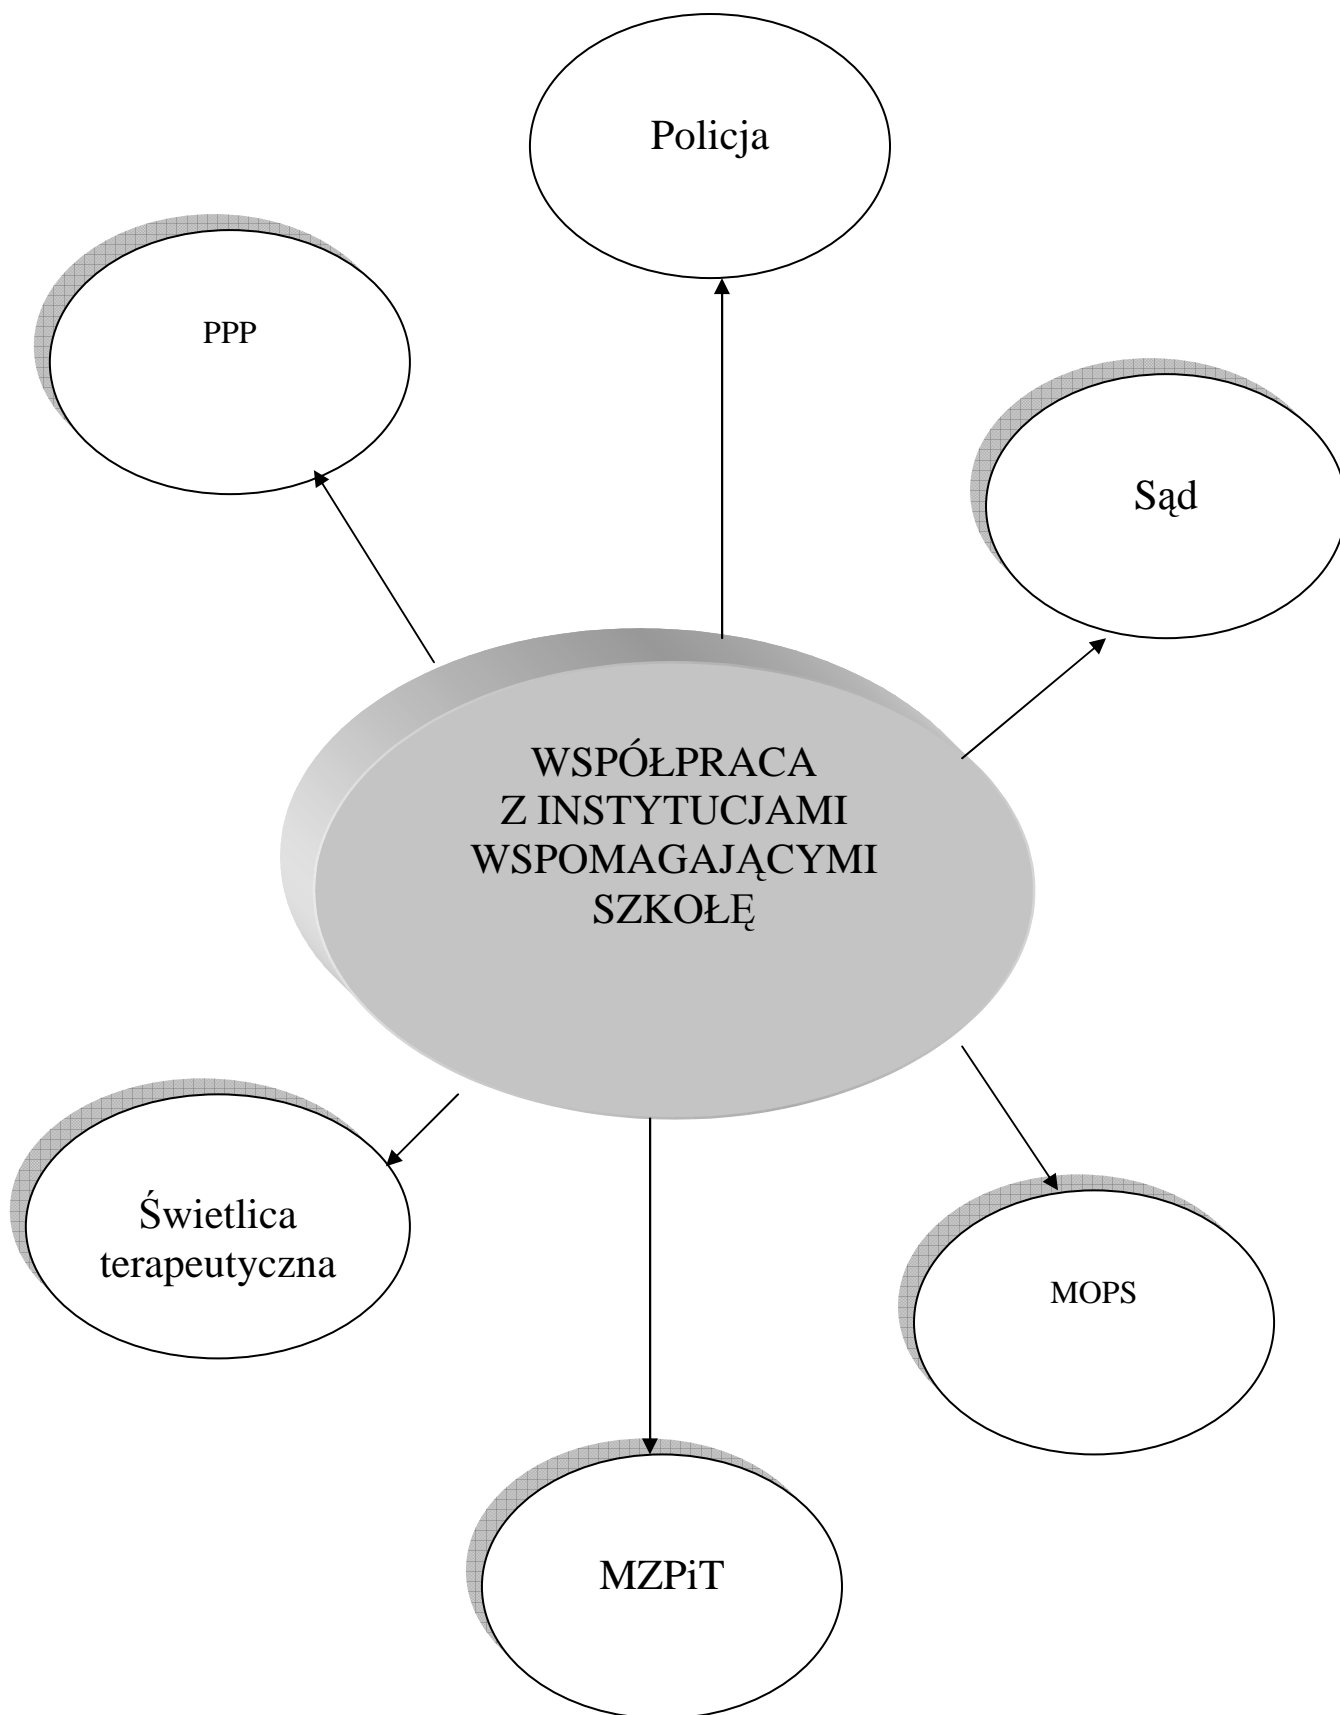 Policja
PPP
Sąd
WSPÓŁPRACA
Z INSTYTUCJAMI
WSPOMAGAJĄCYMI
SZKOŁĘ
Świetlica
terapeutyczna
MOPS
MZPiT